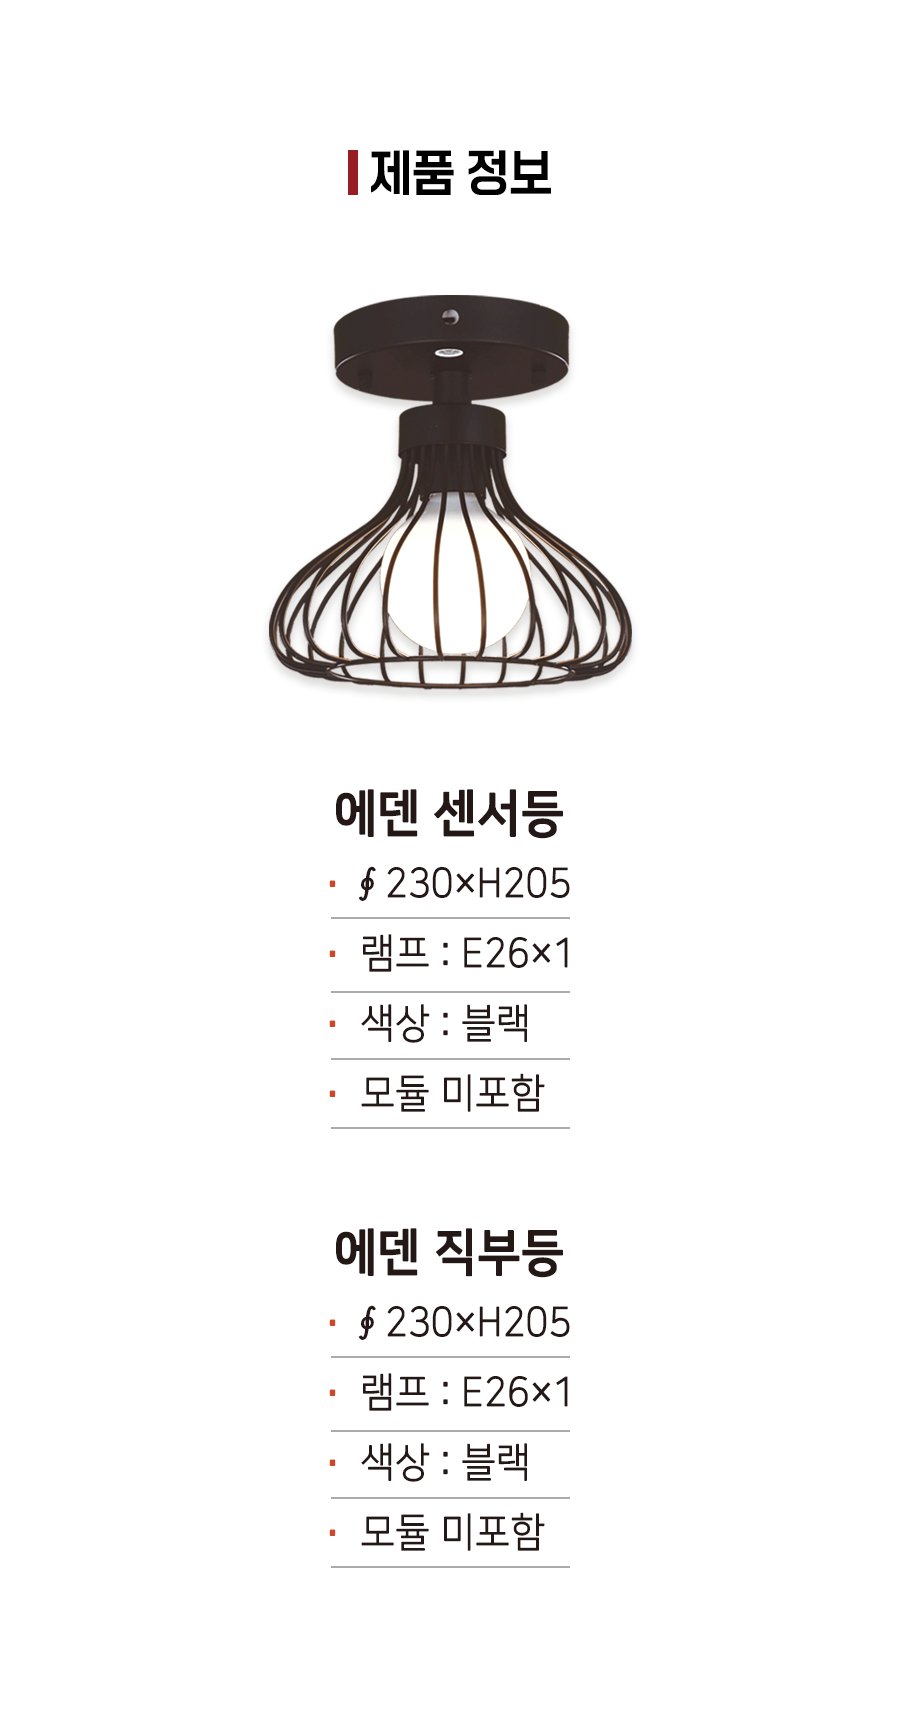 제품 정보
에덴 센서등
· ∮ 230×H205
· 램프 : E26×1
· 색상 : 블랙
· 모듈 미포함
에덴 직부등
· ∮ 230×H205
· 램프 : E26×1
· 색상 : 블랙
· 모듈 미포함